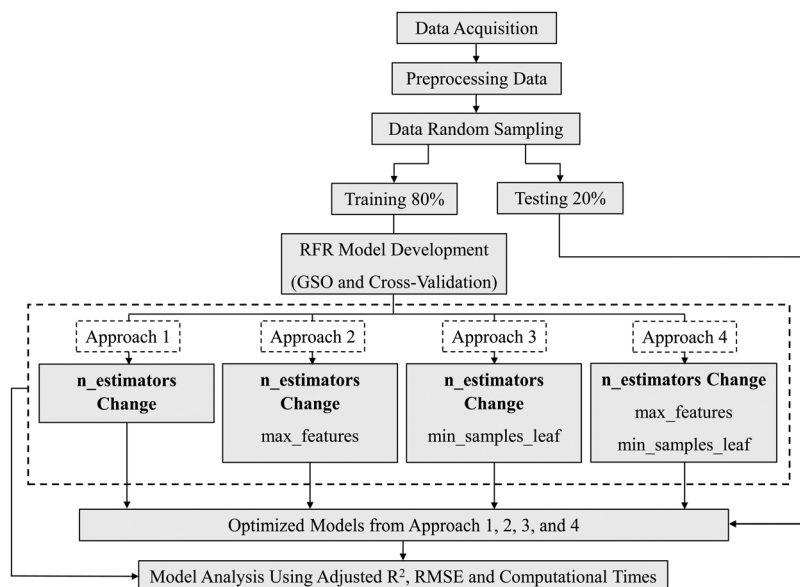 Data Acquisition
Preprocessing Data
Data Random Sampling
Training 80%
Testing 20%
RFR Model Development
(GSO and Cross-Validation)
Approach 1
Approach 2
Approach 3
Approach 4
n_estimators
Change
n_estimators
Change
max_features
n_estimators
Change
min_samples_leaf
n_estimators Change
max_features
min_samples_leaf
Optimized Models from Approach 1, 2, 3, and 4
Model Analysis Using Adjusted R², RMSE and Computational Times